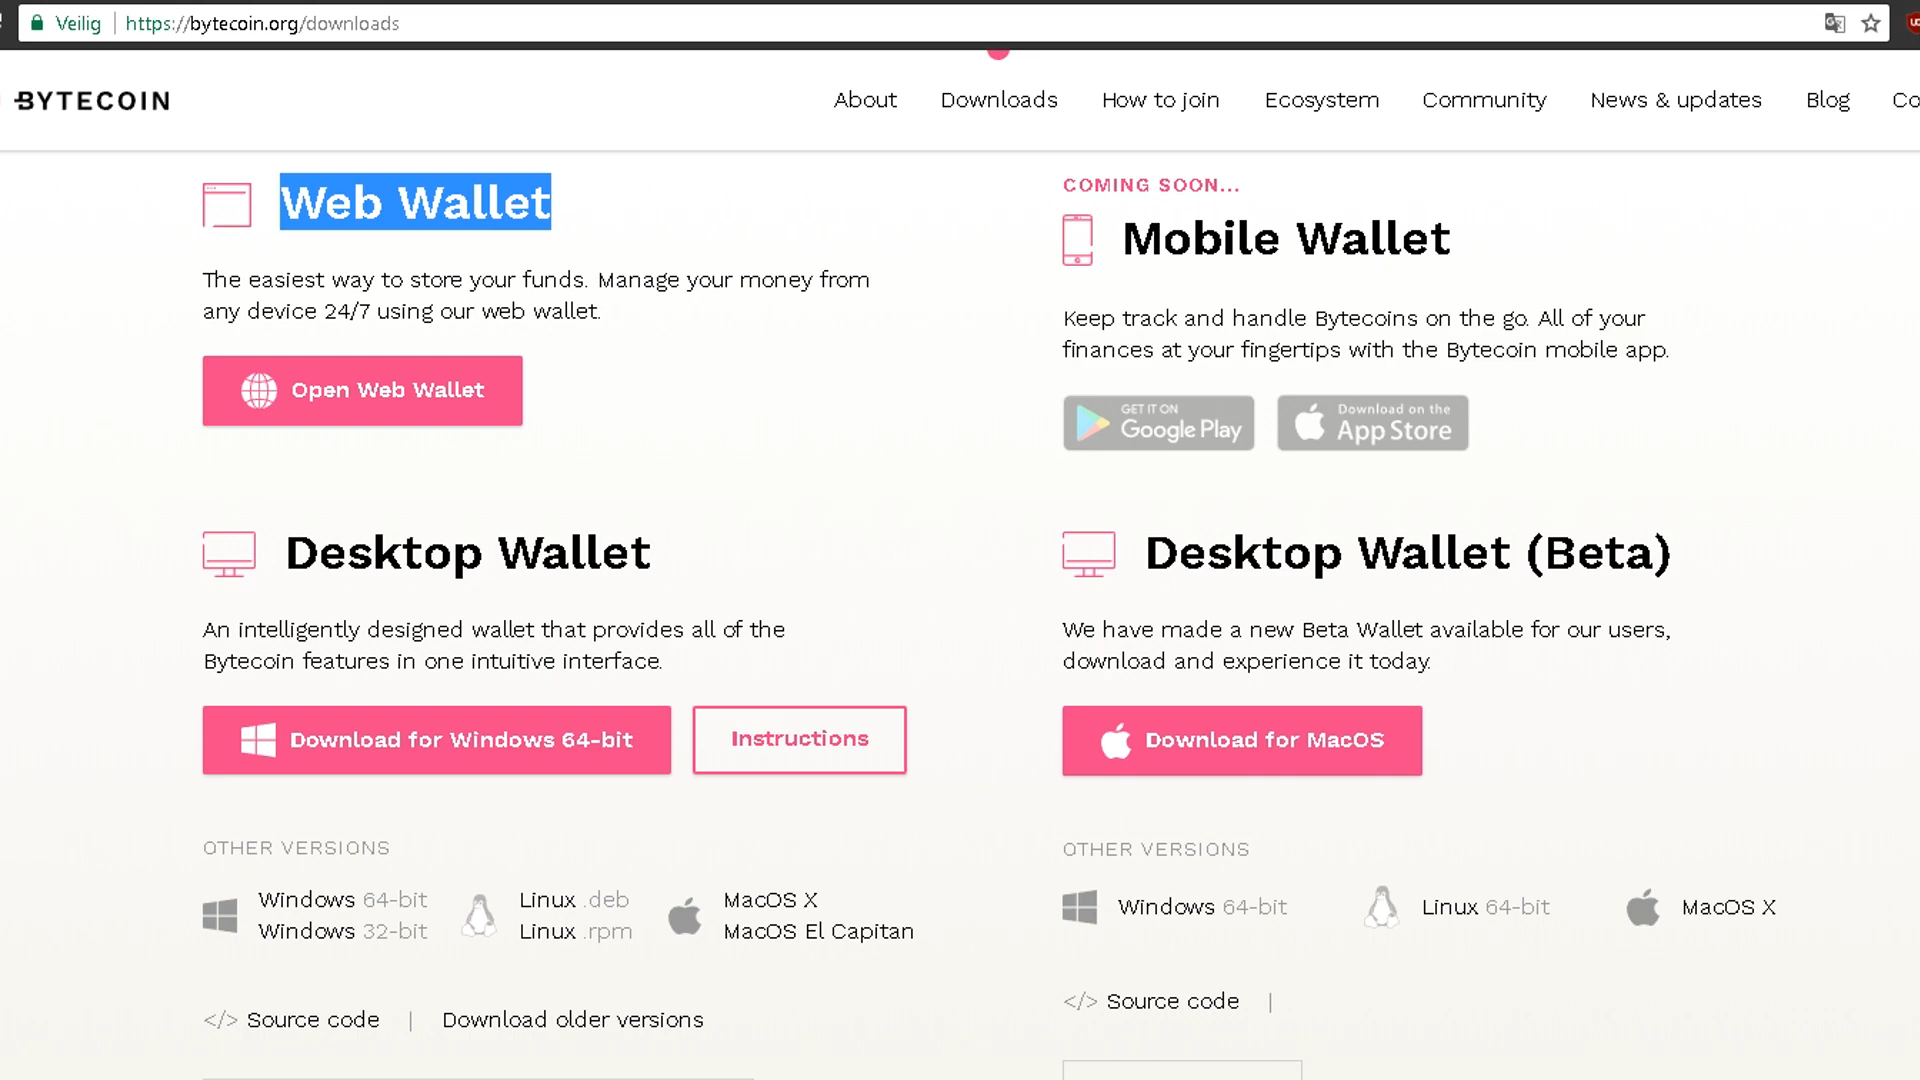 Veilig https://bytecoin.org/downloads
BYTECOIN
About Downloads How to join Ecosystem Community News & updates Blog Co
Web Wallet
The easiest way to store your funds. Manage your money from
any device 24/7 using our web wallet.
Open Web Wallet
COMING SOON...
Mobile Wallet
Keep track and handle Bytecoins on the go. All of your
finances at your fingertips with the Bytecoin mobile app.
GET IT ON
Google Play
Download on the
App Store
Desktop Wallet
An intelligently designed wallet that provides all of the
Bytecoin features in one intuitive interface.
Download for Windows 64-bit
Instructions
OTHER VERSIONS
Windows 64-bit
Windows 32-bit
Linux .deb
Linux .rpm
MacOS X
MacOS El Capitan
</> Source code | Download older versions
Desktop Wallet (Beta)
We have made a new Beta Wallet available for our users,
download and experience it today.
Download for MacOS
OTHER VERSIONS
Windows 64-bit
Linux 64-bit
MacOS X
</> Source code |